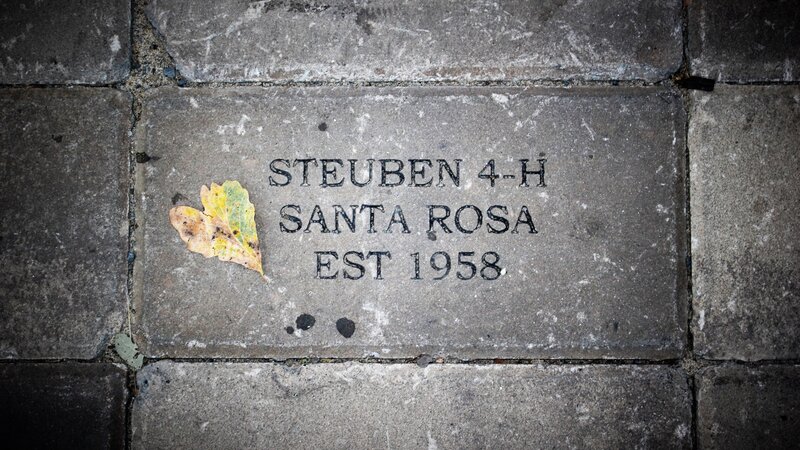 STEUBEN 4-H
SANTA ROSA
EST 1958